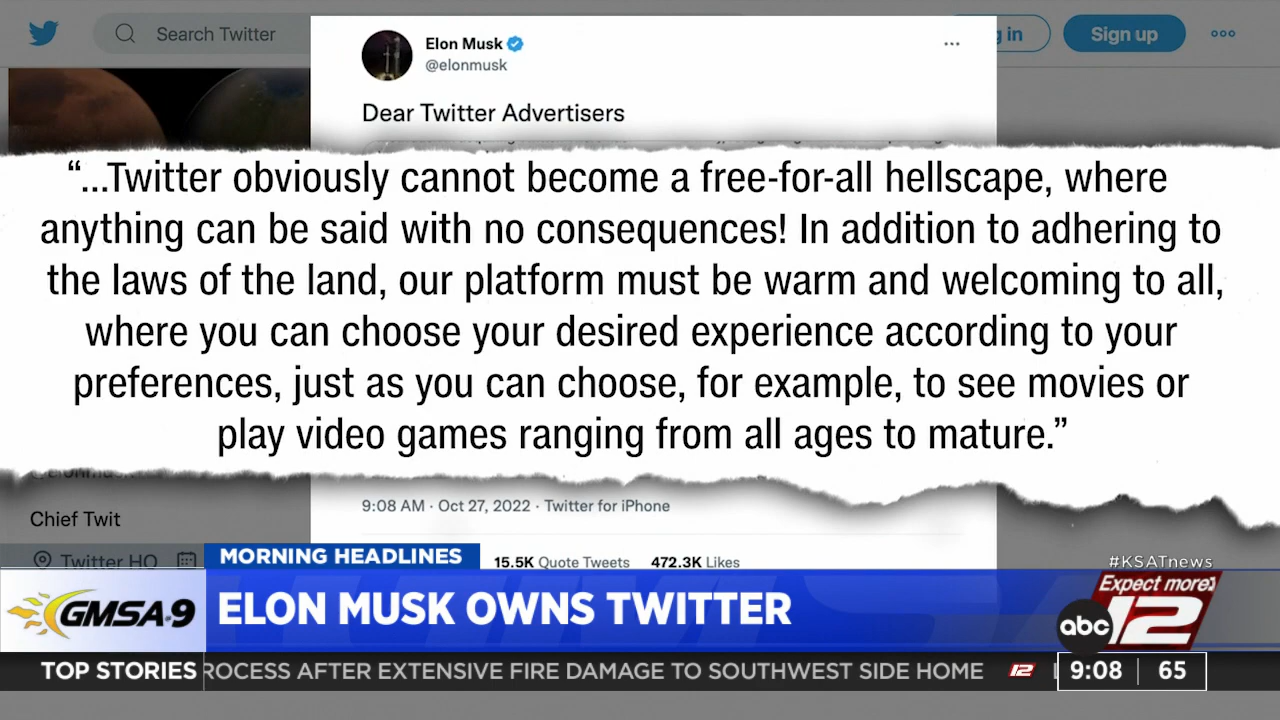 Search Twitter
in
Sign up
Elon Musk
@elonmusk
Dear Twitter Advertisers
“...Twitter obviously cannot become a free-for-all hellscape, where
anything can be said with no consequences! In addition to adhering to
the laws of the land, our platform must be warm and welcoming to all,
where you can choose your desired experience according to your
preferences, just as you can choose, for example, to see movies or
play video games ranging from all ages to mature.”
9:08 AM · Oct 27, 2022 · Twitter for iPhone
Chief Twit
Twitter HQ
15.5K Quote Tweets 472.3K Likes
#KSATnews
MORNING HEADLINES
GMSA@9
ELON MUSK OWNS TWITTER
Expect more!
abc 12
TOP STORIES ROCESS AFTER EXTENSIVE FIRE DAMAGE TO SOUTHWEST SIDE HOME 12
9:08 65